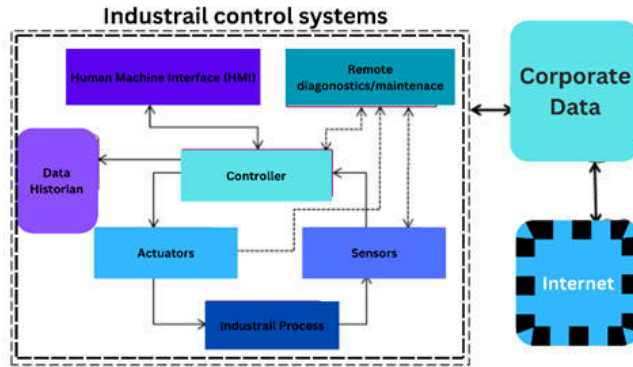 Industrail control systems
Human Machine Interface (HMI)
Remote
diagonostics/maintenace
Corporate
Data
Data
Historian
Controller
Actuators
Sensors
Internet
Industrail Process